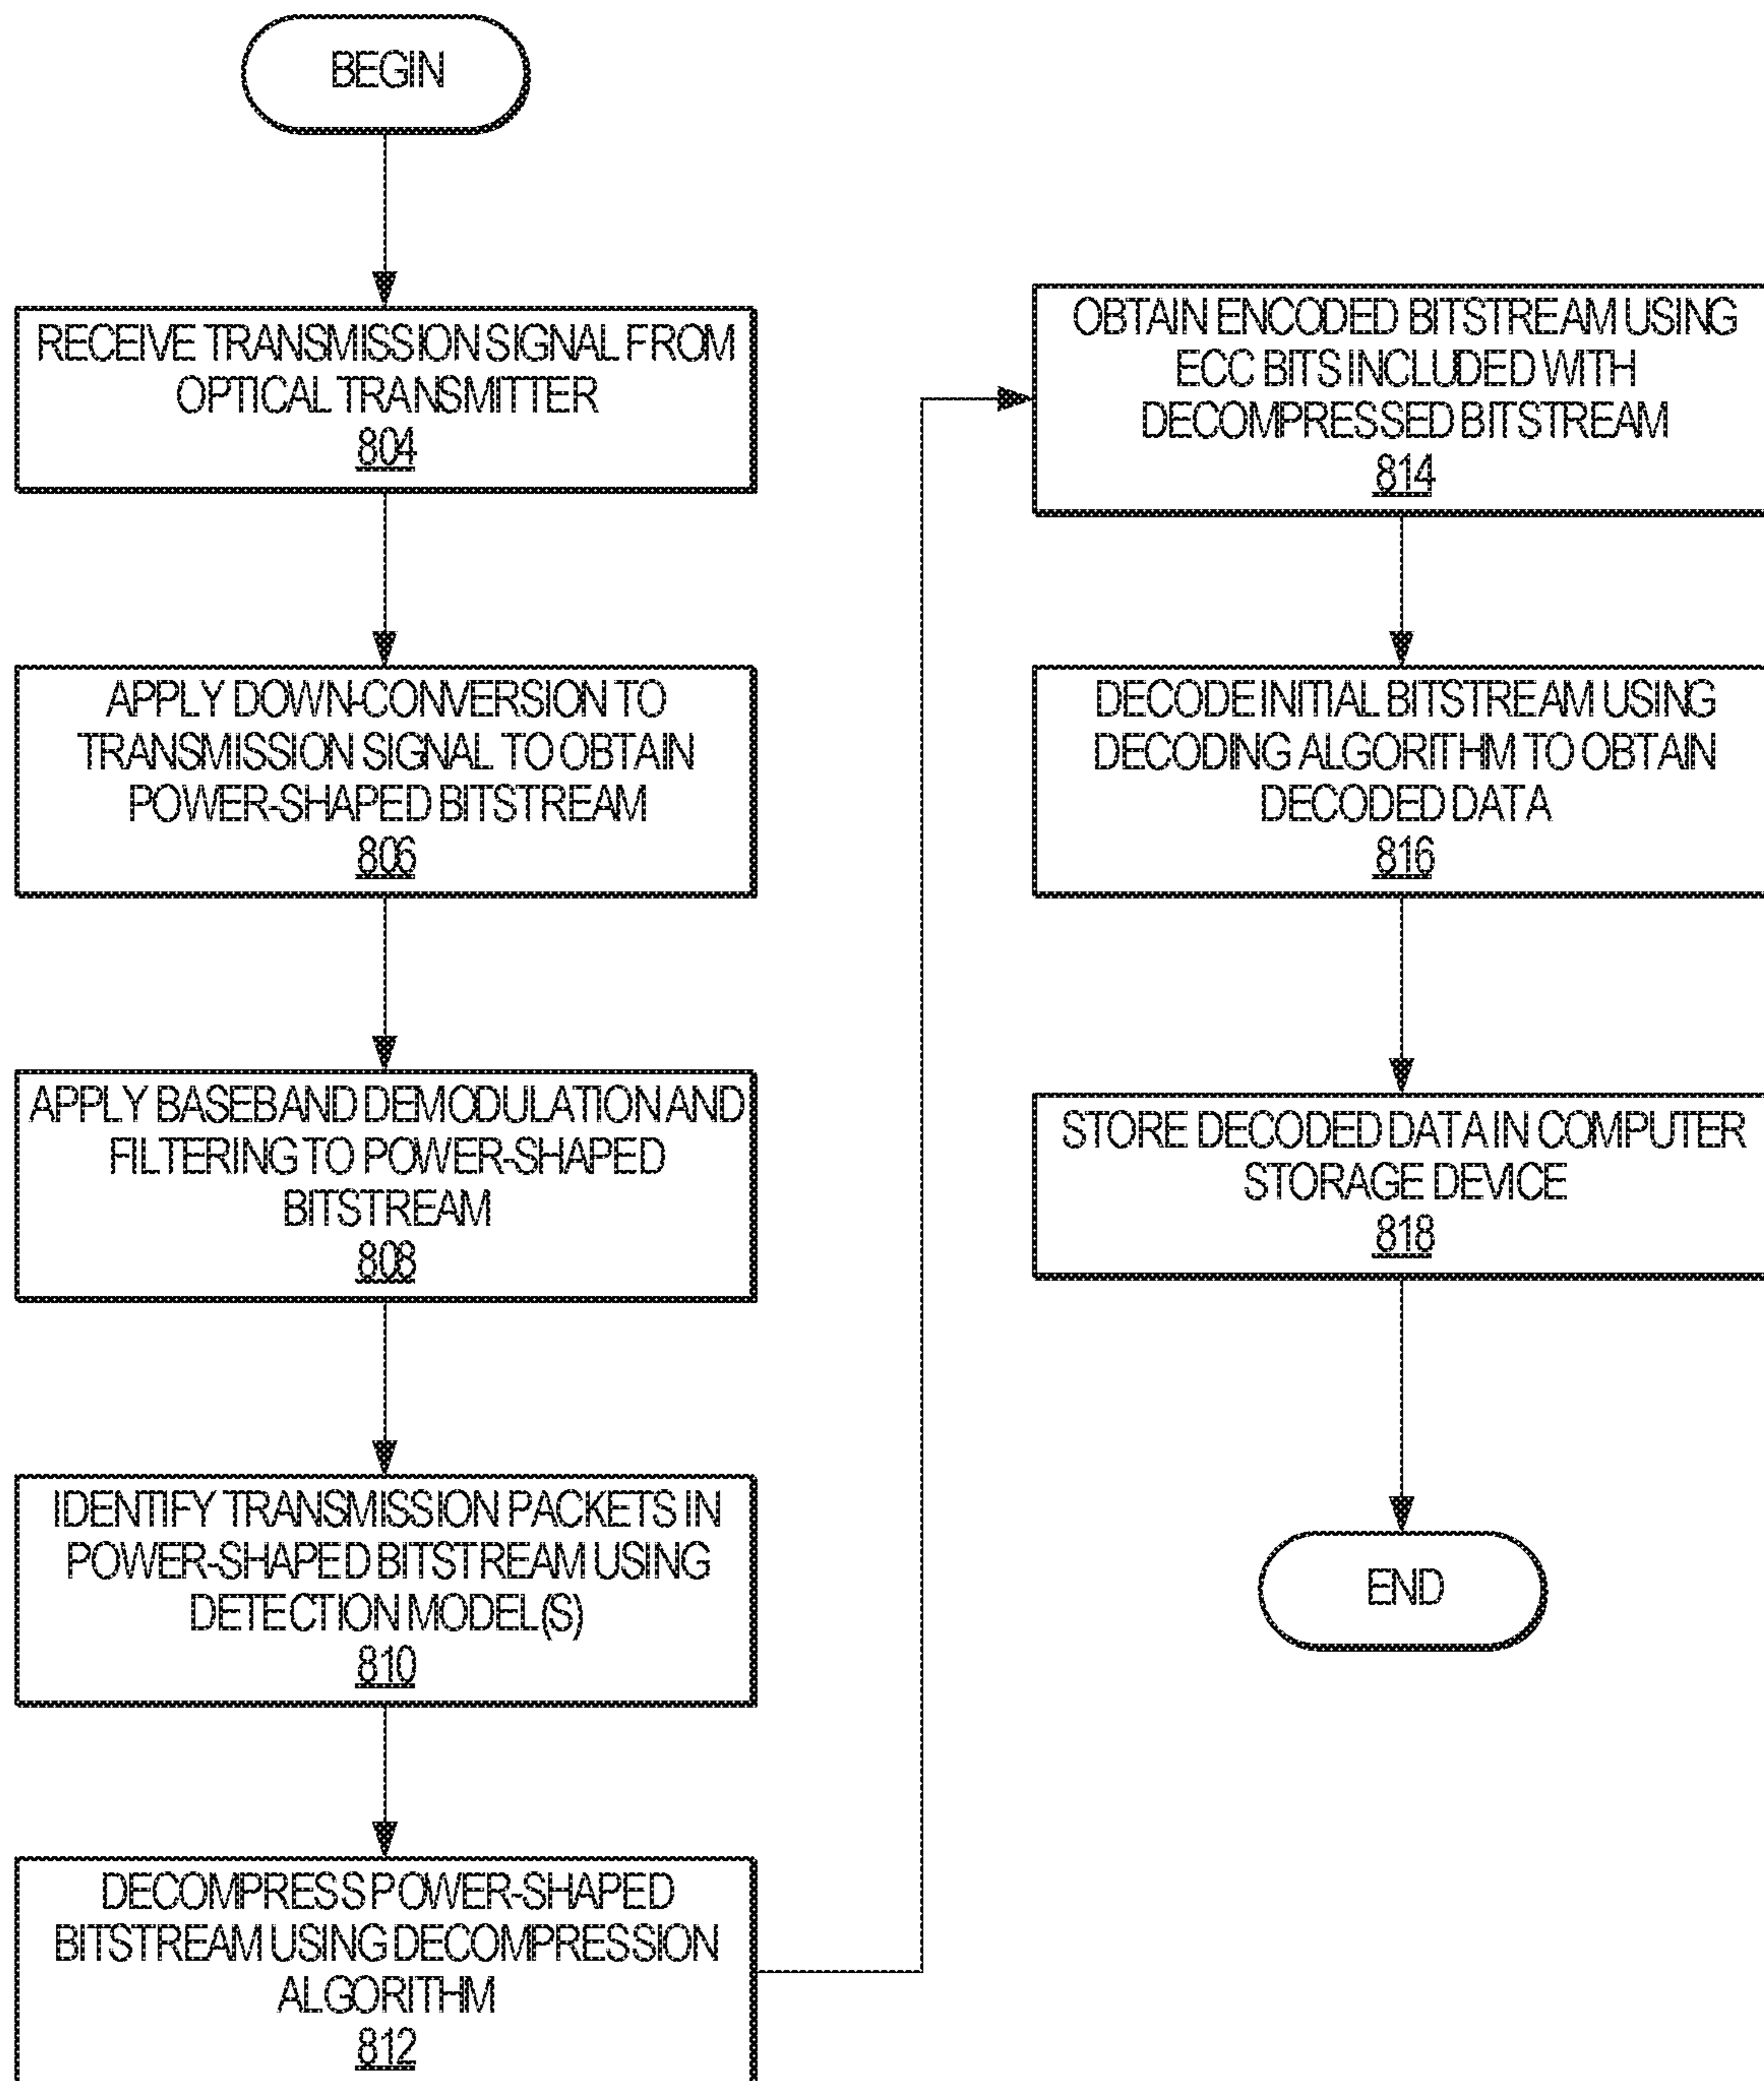 BEGIN
RECEIVE TRANSMISSION SIGNAL FROM
OPTICAL TRANSMITTER
804
APPLY DOWN-CONVERSION TO
TRANSMISSION SIGNAL TO OBTAIN
POWER-SHAPED BITSTREAM
806
APPLY BASEBAND DEMODULATION AND
FILTERING TO POWER-SHAPED
BITSTREAM
808
IDENTIFY TRANSMISSION PACKETS IN
POWER-SHAPED BITSTREAM USING
DETECTION MODEL(S)
810
DECOMPRESS POWER-SHAPED
BITSTREAM USING DECOMPRESSION
ALGORITHM
812
OBTAIN ENCODED BITSTREAM USING
ECC BITS INCLUDED WITH
DECOMPRESSED BITSTREAM
814
DECODE INITIAL BITSTREAM USING
DECODING ALGORITHM TO OBTAIN
DECODED DATA
816
STORE DECODED DATA IN COMPUTER
STORAGE DEVICE
818
END